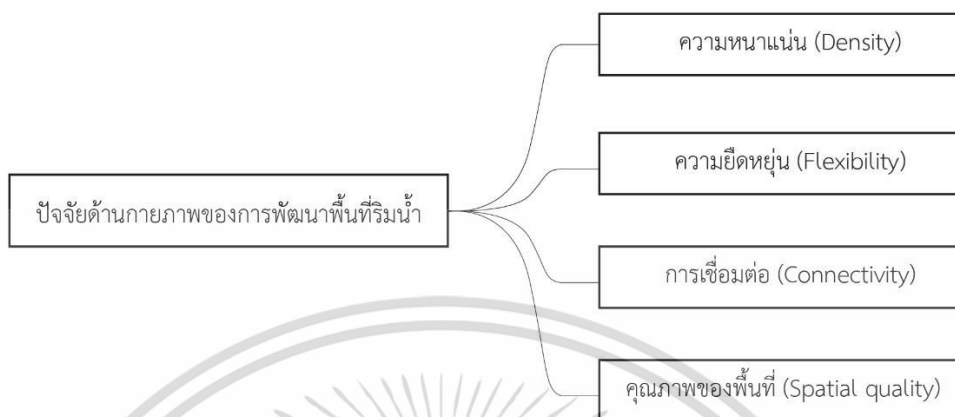 ความหนาแน่น (Density)
ความยืดหยุ่น (Flexibility)
ปัจจัยด้านกายภาพของการพัฒนาพื้นที่ริมน้ำ
การเชื่อมต่อ (Connectivity)
คุณภาพของพื้นที่ (Spatial quality)